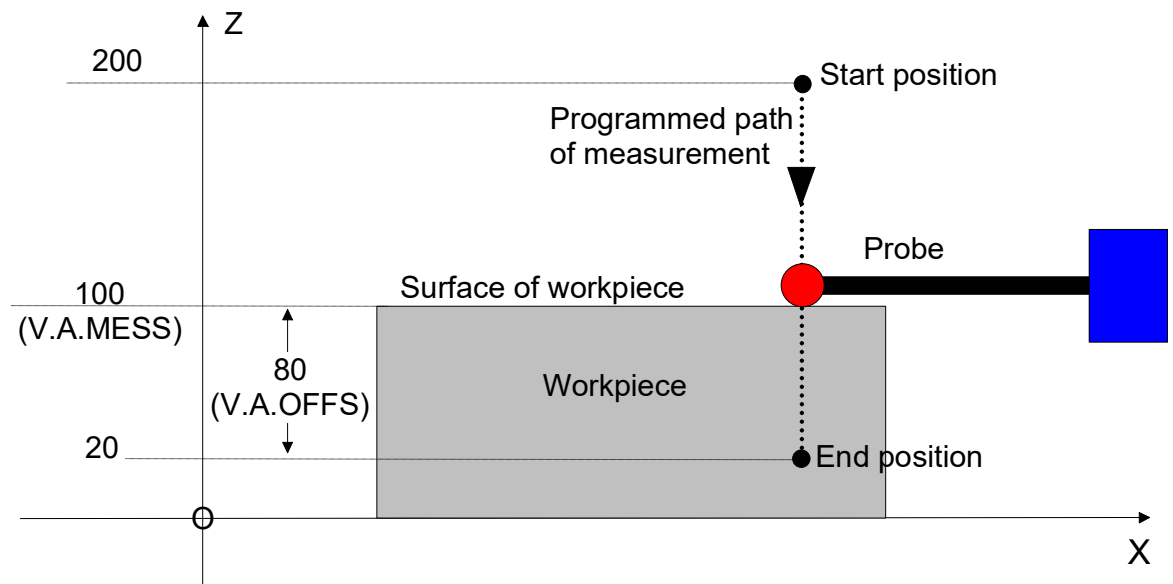 Z
200
Start position
Programmed path
of measurement
Probe
100
Surface of workpiece
(V.A.MESS)
80
(V.A.OFFS)
Workpiece
20
End position
O
X